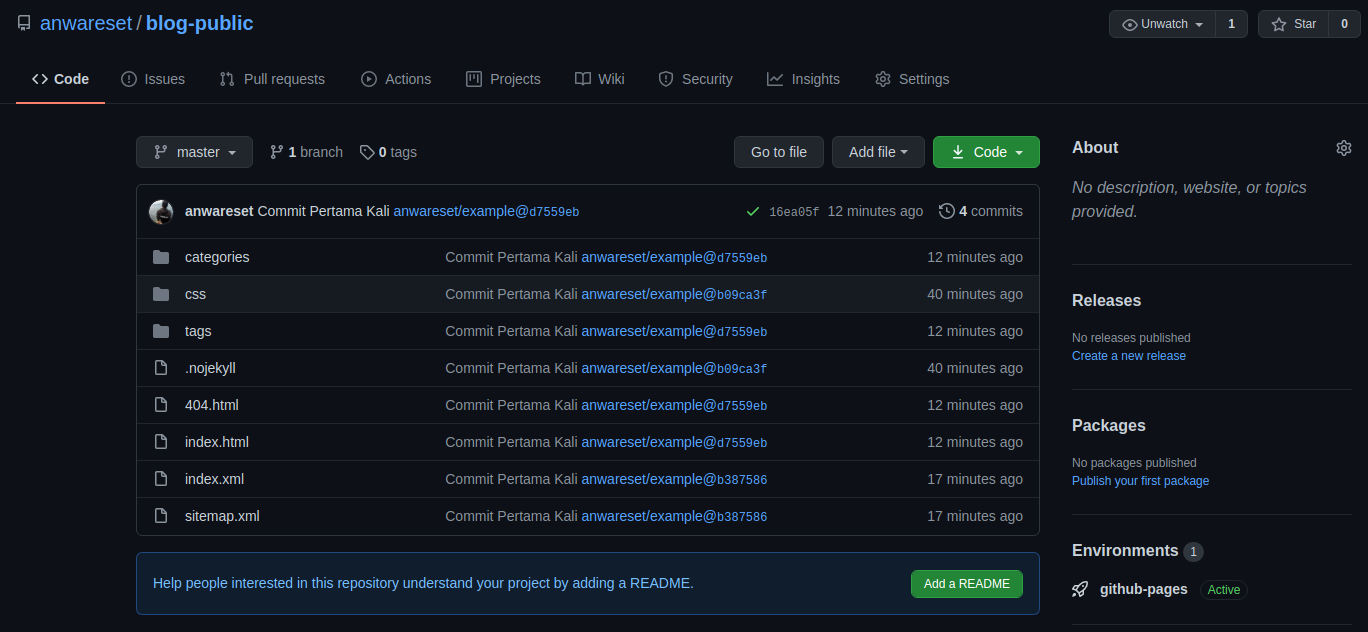 anwareset / blog-public Unwatch 1 Star 0
Code Issues Pull requests Actions Projects Wiki Security Insights Settings
master 1 branch 0 tags Go to file Add file Code
anwareset Commit Pertama Kali anwareset/example@d7559eb 16ea05f 12 minutes ago 4 commits
categories Commit Pertama Kali anwareset/example@d7559eb 12 minutes ago
css Commit Pertama Kali anwareset/example@b09ca3f 40 minutes ago
tags Commit Pertama Kali anwareset/example@d7559eb 12 minutes ago
.nojekyll Commit Pertama Kali anwareset/example@b09ca3f 40 minutes ago
404.html Commit Pertama Kali anwareset/example@d7559eb 12 minutes ago
index.html Commit Pertama Kali anwareset/example@d7559eb 12 minutes ago
index.xml Commit Pertama Kali anwareset/example@b387586 17 minutes ago
sitemap.xml Commit Pertama Kali anwareset/example@b387586 17 minutes ago
Help people interested in this repository understand your project by adding a README. Add a README
About
No description, website, or topics
provided.
Releases
No releases published
Create a new release
Packages
No packages published
Publish your first package
Environments 1
github-pages Active